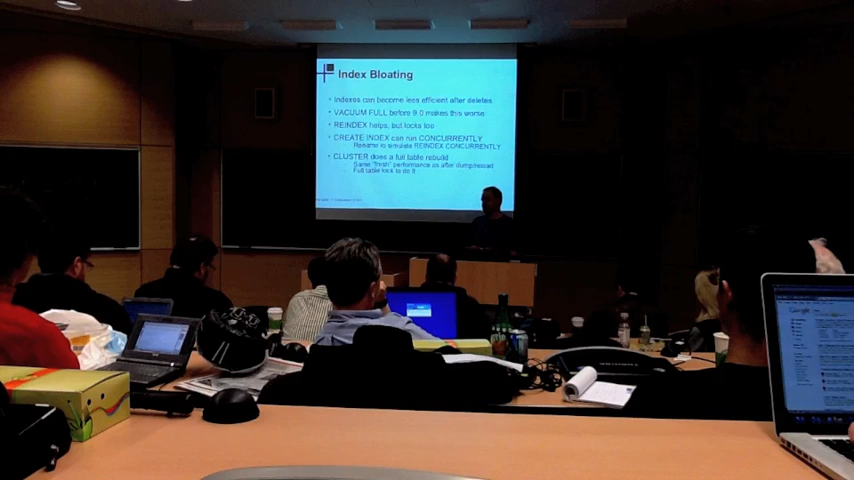 Index Bloating
• Indexes can become less efficient after deletes
• VACUUM FULL before 9.0 makes this worse
• REINDEX helps, but locks too
• CREATE INDEX can run CONCURRENTLY
Rename to simulate REINDEX CONCURRENTLY
• CLUSTER does a full table rebuild
Same "fresh" performance as after dump/reload
Full table lock to do it
Google